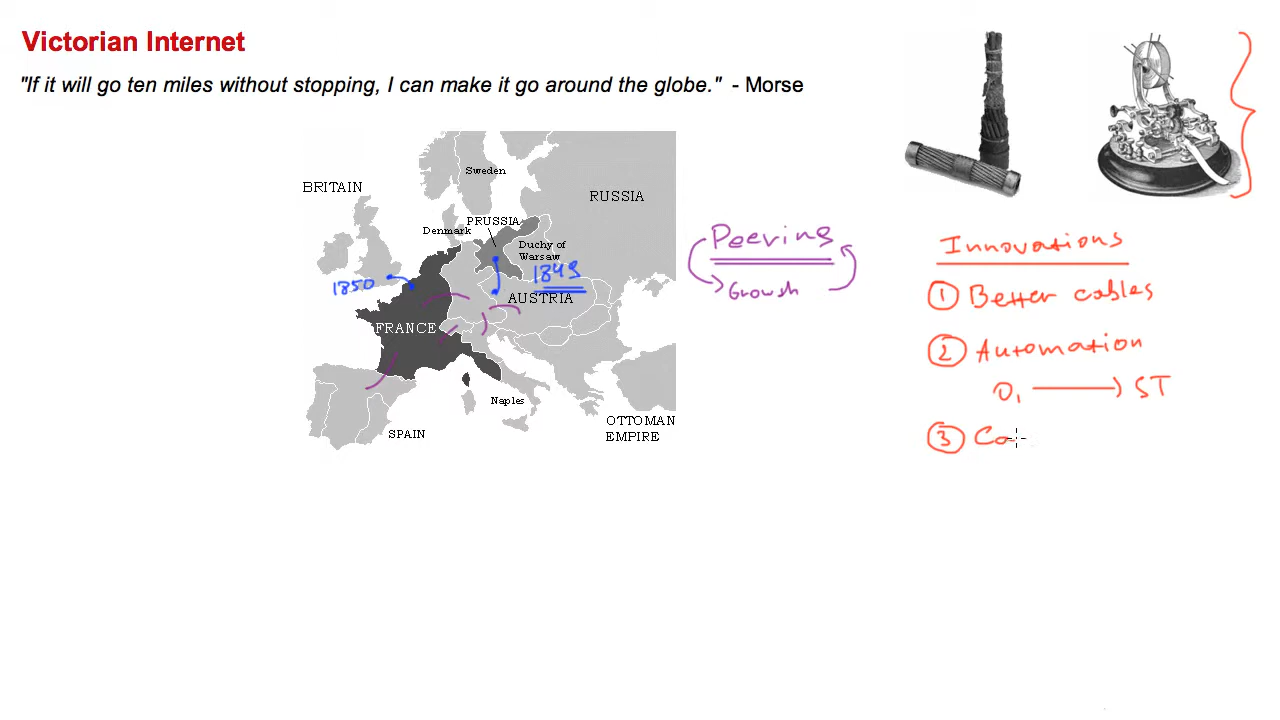 Victorian Internet
"If it will go ten miles without stopping, I can make it go around the globe." - Morse
BRITAIN
Sweden
RUSSIA
Denmark
PRUSSIA
Duchy of
Warsaw
1849
1850
AUSTRIA
FRANCE
Naples
SPAIN
OTTOMAN
EMPIRE
Peering
Growth
Innovations
1 Better cables
2 Automation
0, → ST
3 Co